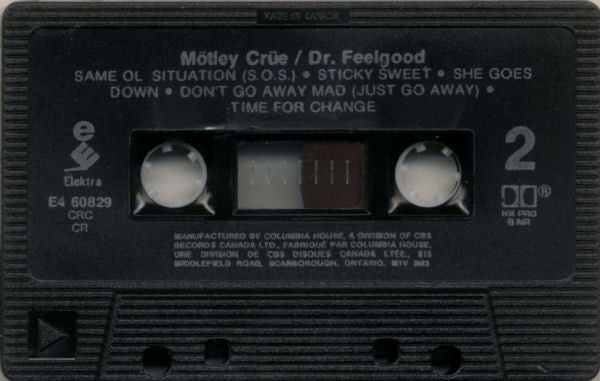 MADE IN CANADA
Mötley Crüe / Dr. Feelgood
SAME OL SITUATION (S.O.S.) • STICKY SWEET • SHE GOES
DOWN • DON'T GO AWAY MAD (JUST GO AWAY) •
TIME FOR CHANGE
e
Elektra
E4 60829
CRC
CR
2
®
HX PRO
B NR
MANUFACTURED BY COLUMBIA HOUSE, A DIVISION OF CBS
RECORDS CANADA LTD., FABRIQUÉ PAR COLUMBIA HOUSE,
UNE DIVISION DE CBS DISQUES CANADA LTÉE.,
MIDDLEFIELD ROAD, SCARBOROUGH, ONTARIO.